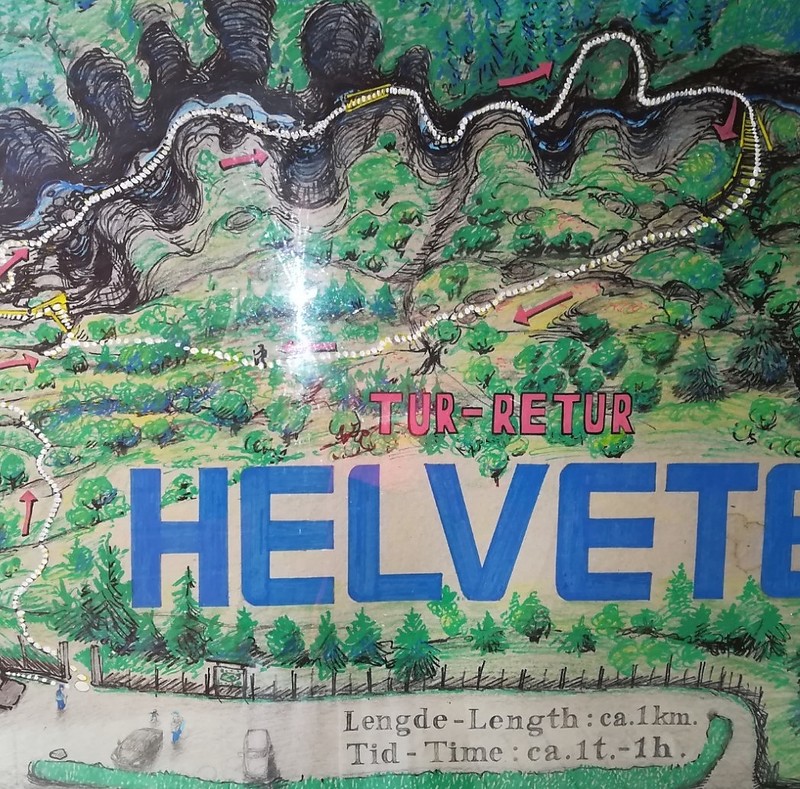 TUR-RETUR
HELVETE
Lengde-Length: ca.1km.
Tid-Time: ca.1t.-1h.